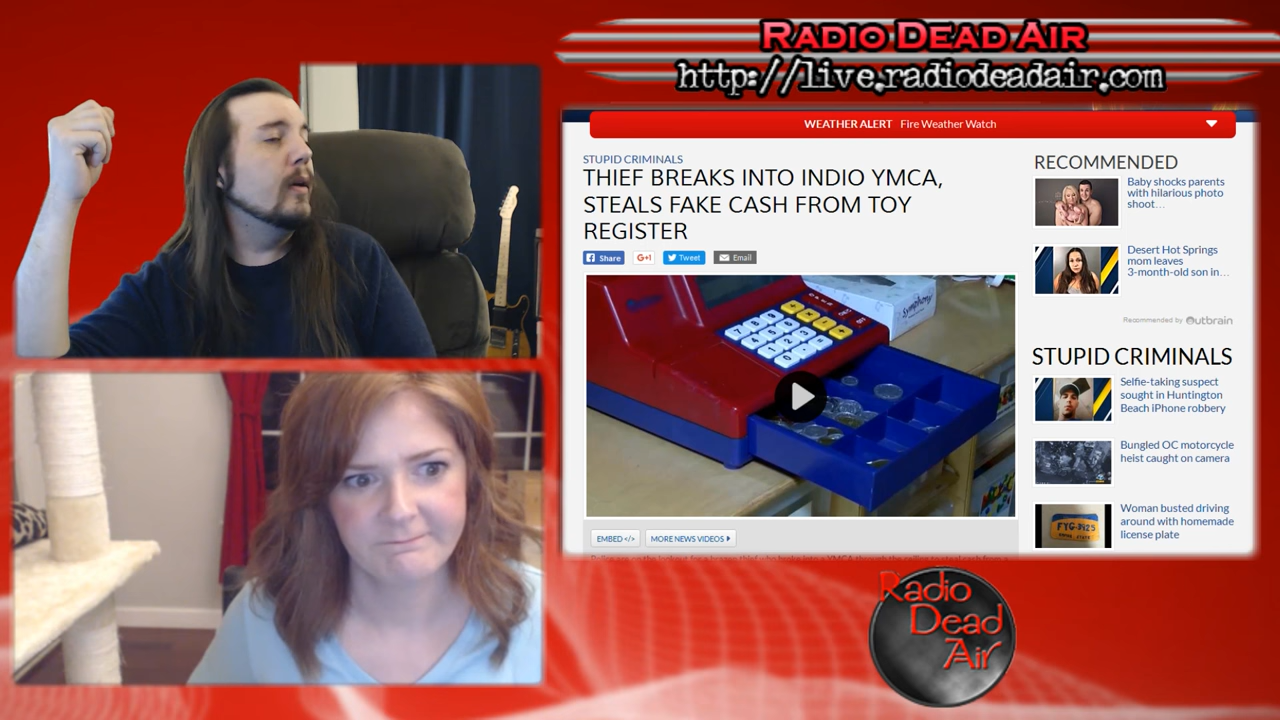 RADIO DEAD AIR
http://live.radiodeadair.com
WEATHER ALERT Fire Weather Watch
STUPID CRIMINALS
THIEF BREAKS INTO INDIO YMCA,
STEALS FAKE CASH FROM TOY
REGISTER
Share
G+1
Tweet
Email
Symphony
EMBED </>
MORE NEWS VIDEOS
RECOMMENDED
Baby shocks parents
with hilarious photo
shoot…
Desert Hot Springs
mom leaves
3-month-old son in…
Recommended by Outbrain
STUPID CRIMINALS
Selfie-taking suspect
sought in Huntington
Beach iPhone robbery
Bungled OC motorcycle
heist caught on camera
Woman busted driving
around with homemade
license plate
FYG-3425
Radio
Dead
Air